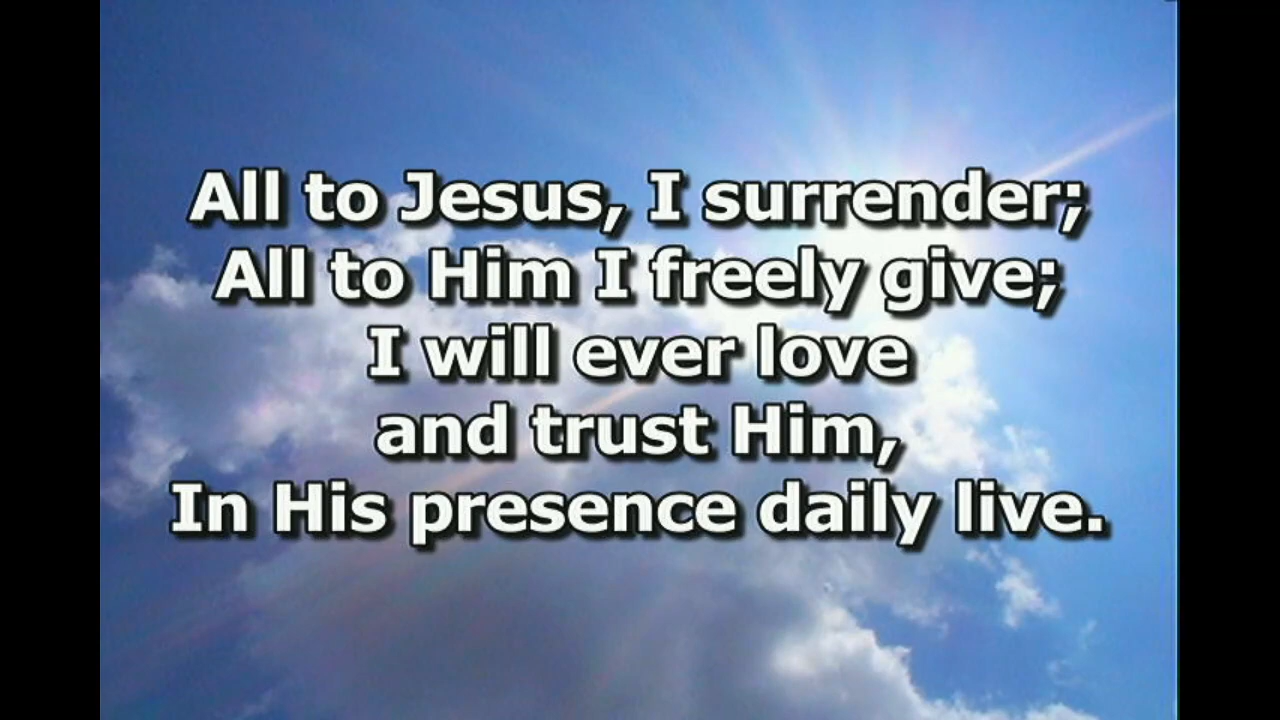 All to Jesus, I surrender;
All to Him I freely give;
I will ever love
and trust Him,
In His presence daily live.